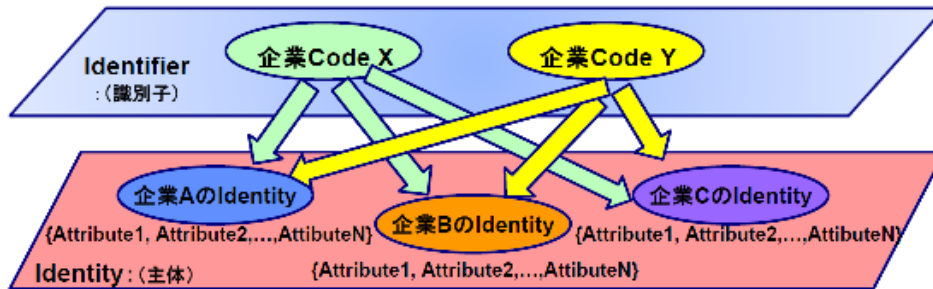 企業Code X
企業Code Y
Identifier
:(識別子)
企業AのIdentity
企業BのIdentity
企業CのIdentity
{Attribute1, Attribute2,...,AttibuteN}
{Attribute1, Attribute2,...,AttibuteN}
{Attribute1, Attribute2,...,AttibuteN}
Identity:(主体)